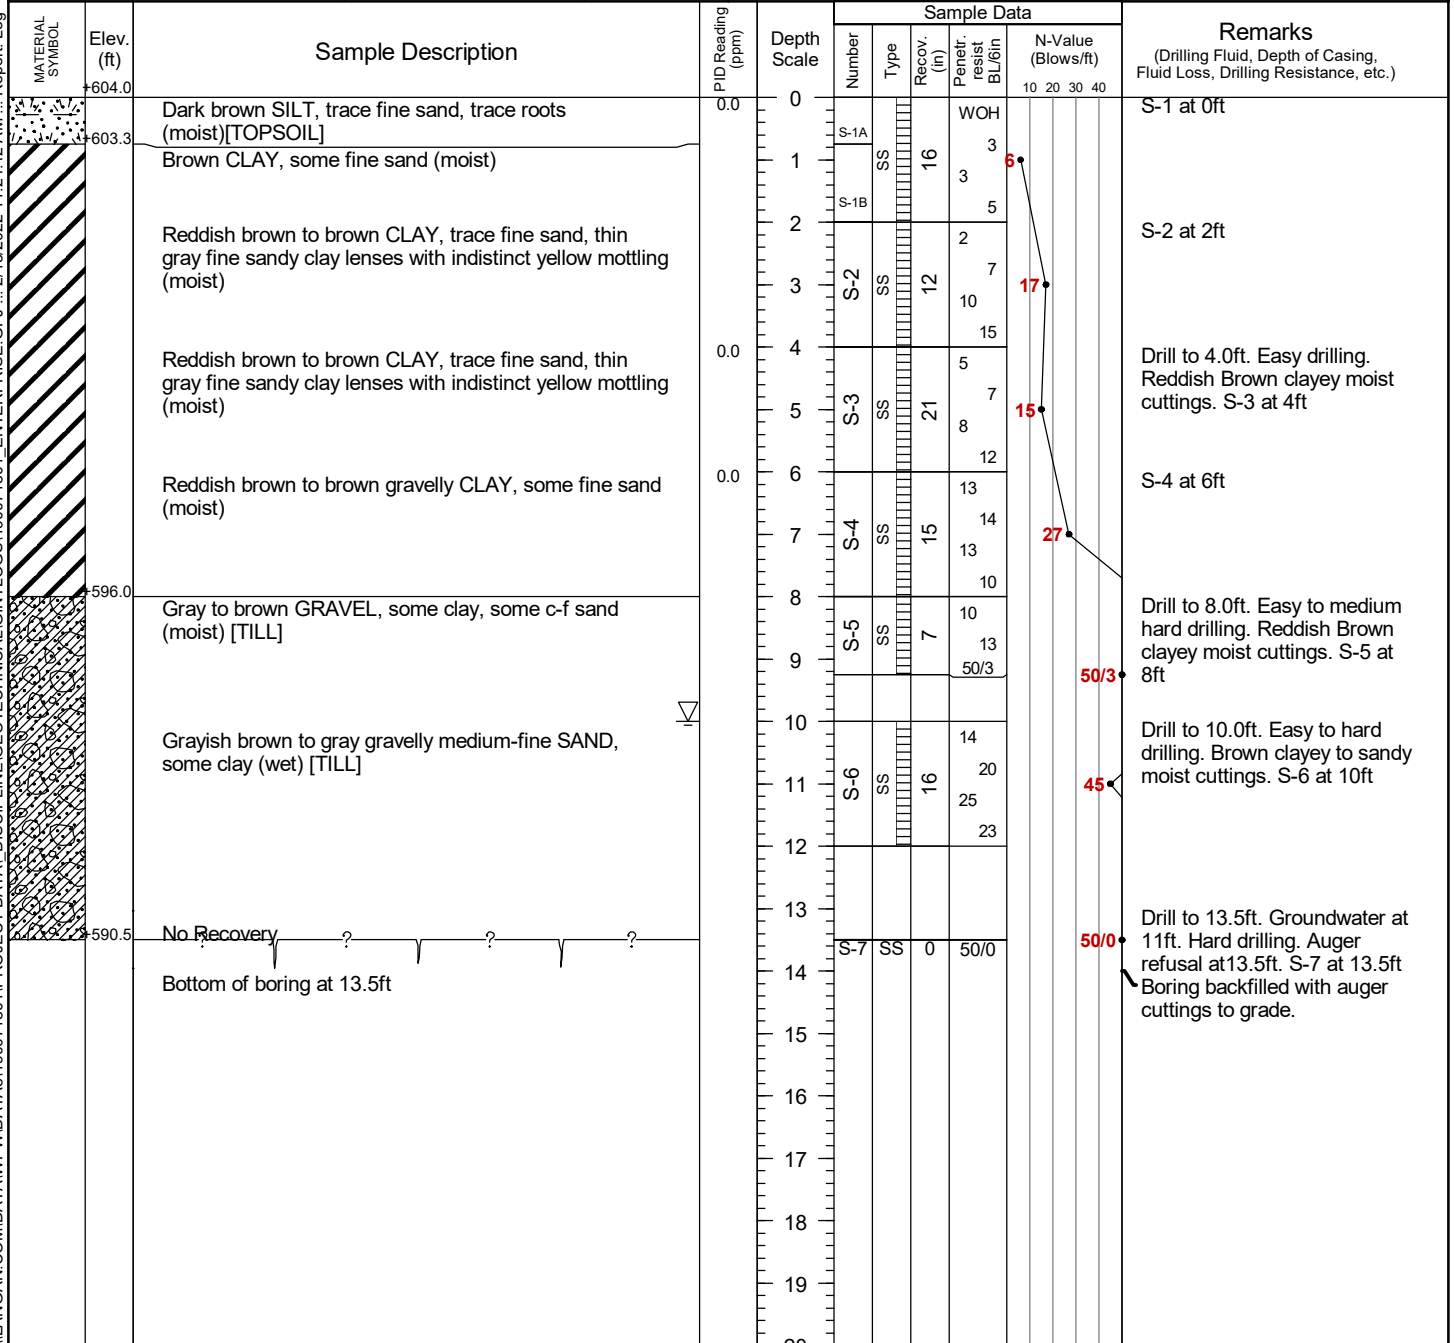 MATERIAL SYMBOL
Elev. (ft)
+604.0
Sample Description
PID Reading (ppm)
Depth Scale
Sample Data
Number
Type
Recov. (in)
Penetr. resist BL/6in
N-Value (Blows/ft)
10 20 30 40
Remarks
(Drilling Fluid, Depth of Casing,
Fluid Loss, Drilling Resistance, etc.)
Dark brown SILT, trace fine sand, trace roots
(moist)[TOPSOIL]
0.0
0
S-1A
SS
16
WOH
3
S-1 at 0ft
+603.3
Brown CLAY, some fine sand (moist)
1
6
3
S-1B
5
2
Reddish brown to brown CLAY, trace fine sand, thin
gray fine sandy clay lenses with indistinct yellow mottling
(moist)
S-2
SS
12
2
7
10
15
17
S-2 at 2ft
3
4
Reddish brown to brown CLAY, trace fine sand, thin
gray fine sandy clay lenses with indistinct yellow mottling
(moist)
0.0
S-3
SS
21
5
7
8
12
15
Drill to 4.0ft. Easy drilling.
Reddish Brown clayey moist
cuttings. S-3 at 4ft
5
6
Reddish brown to brown gravelly CLAY, some fine sand
(moist)
0.0
S-4
SS
15
13
14
13
10
27
S-4 at 6ft
7
+596.0
8
Gray to brown GRAVEL, some clay, some c-f sand
(moist) [TILL]
S-5
SS
7
10
13
50/3
50/3
Drill to 8.0ft. Easy to medium
hard drilling. Reddish Brown
clayey moist cuttings. S-5 at
8ft
9
10
Grayish brown to gray gravelly medium-fine SAND,
some clay (wet) [TILL]
S-6
SS
16
14
20
25
23
45
Drill to 10.0ft. Easy to hard
drilling. Brown clayey to sandy
moist cuttings. S-6 at 10ft
11
12
13
+590.5
No Recovery
? ? ? ?
S-7 SS 0 50/0
50/0
Drill to 13.5ft. Groundwater at
11ft. Hard drilling. Auger
refusal at13.5ft. S-7 at 13.5ft
Boring backfilled with auger
cuttings to grade.
14
Bottom of boring at 13.5ft
15
16
17
18
19